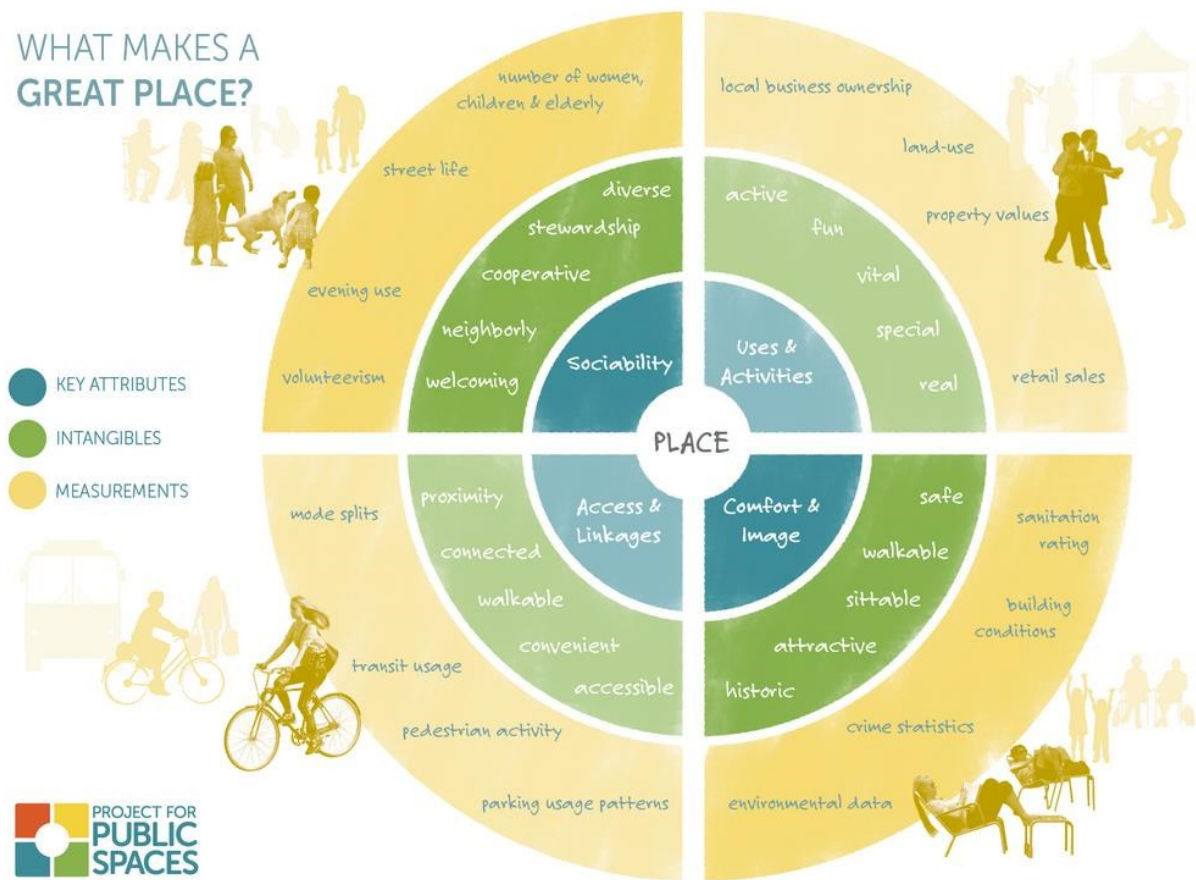 WHAT MAKES A
GREAT PLACE?
number of women,
children & elderly
street life
evening use
volunteerism
diverse
stewardship
cooperative
neighborly
welcoming
Sociability
local business ownership
land-use
property values
retail sales
active
fun
vital
special
real
Uses &
Activities
KEY ATTRIBUTES
INTANGIBLES
MEASUREMENTS
PLACE
mode splits
transit usage
pedestrian activity
parking usage patterns
proximity
connected
walkable
convenient
accessible
Access &
Linkages
Comfort &
Image
safe
walkable
sittable
attractive
historic
sanitation
rating
building
conditions
crime statistics
environmental data
PROJECT FOR
PUBLIC
SPACES